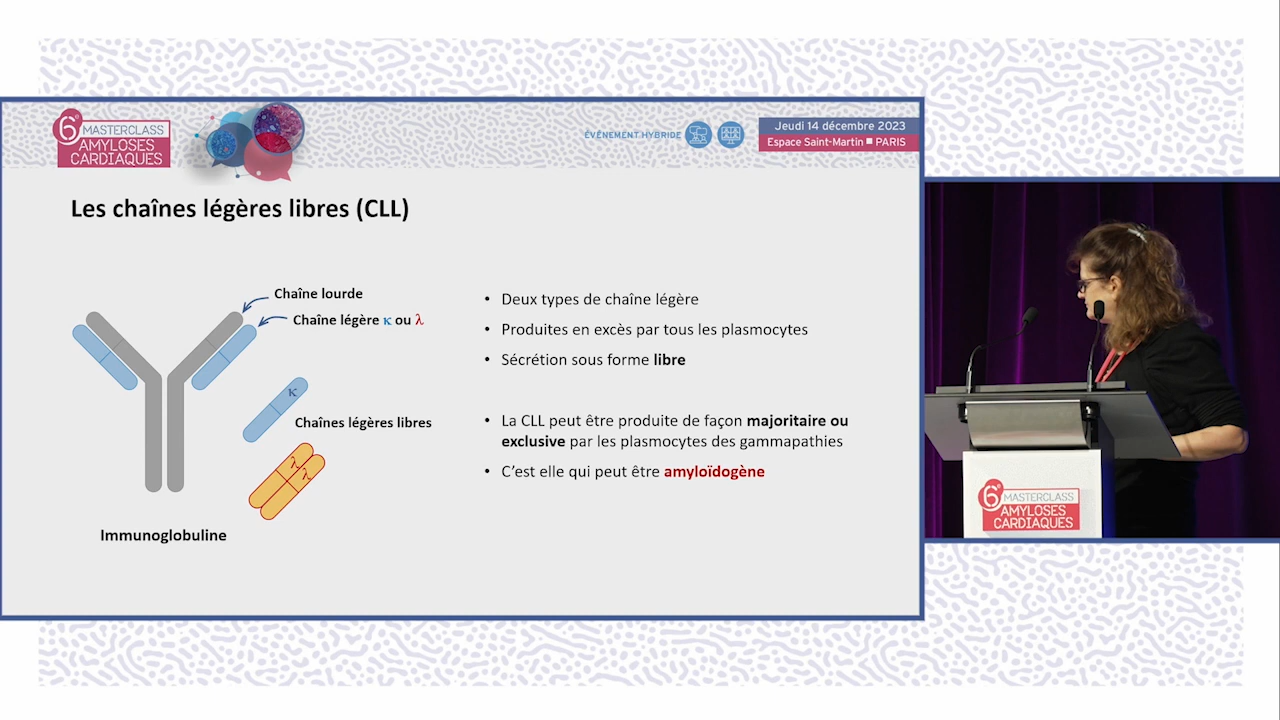 6e
MASTERCLASS
AMYLOSES
CARDIAQUES
ÉVÉNEMENT HYBRIDE
Jeudi 14 décembre 2023
Espace Saint-Martin ■ PARIS
Les chaînes légères libres (CLL)
Chaîne lourde
Chaîne légère κ ou λ
κ
Chaînes légères libres
λ
λ
Immunoglobuline
• Deux types de chaîne légère
• Produites en excès par tous les plasmocytes
• Sécrétion sous forme libre
• La CLL peut être produite de façon majoritaire ou
exclusive par les plasmocytes des gammapathies
• C’est elle qui peut être amyloïdogène
6e
MASTERCLASS
AMYLOSES
CARDIAQUES